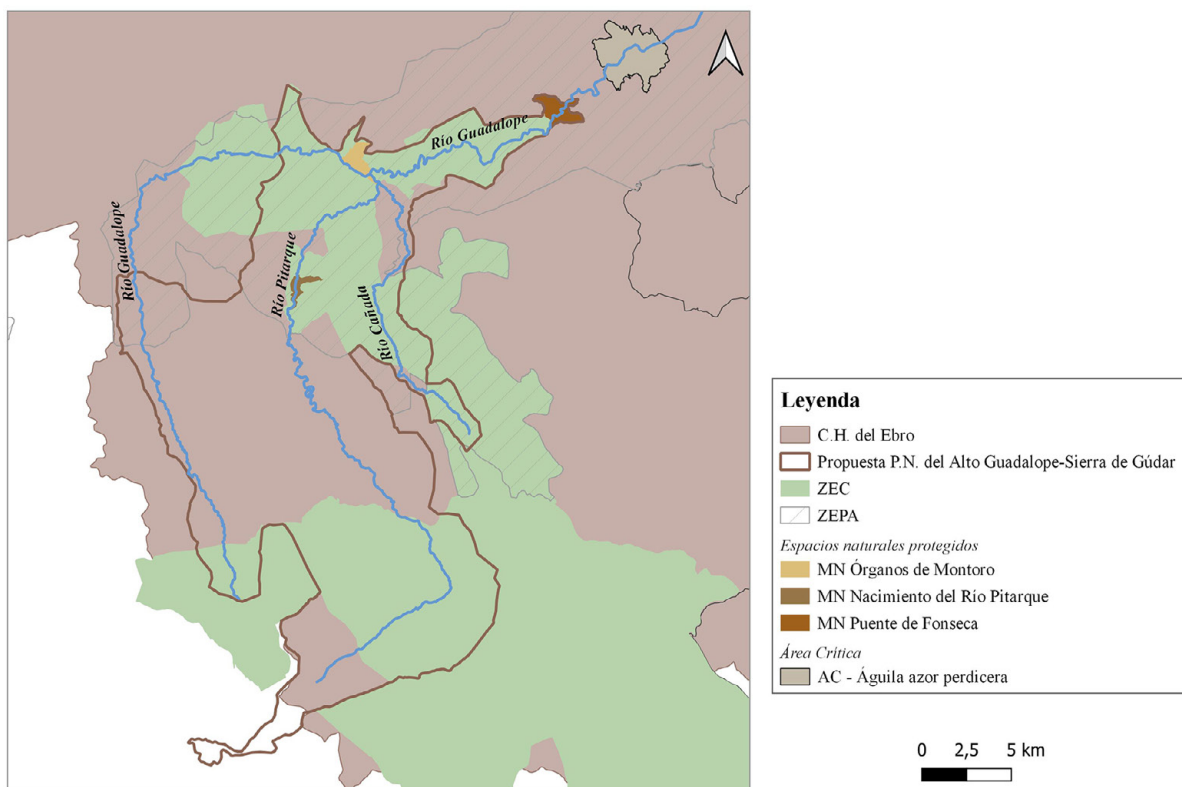 Río Guadalope
Río Guadalope
Río Pitarque
Río Cañada
Leyenda
C.H. del Ebro
Propuesta P.N. del Alto Guadalope-Sierra de Gúdar
ZEC
ZEPA
Espacios naturales protegidos
MN Órganos de Montoro
MN Nacimiento del Río Pitarque
MN Puente de Fonseca
Área Crítica
AC - Águila azor perdicera
0 2,5 5 km